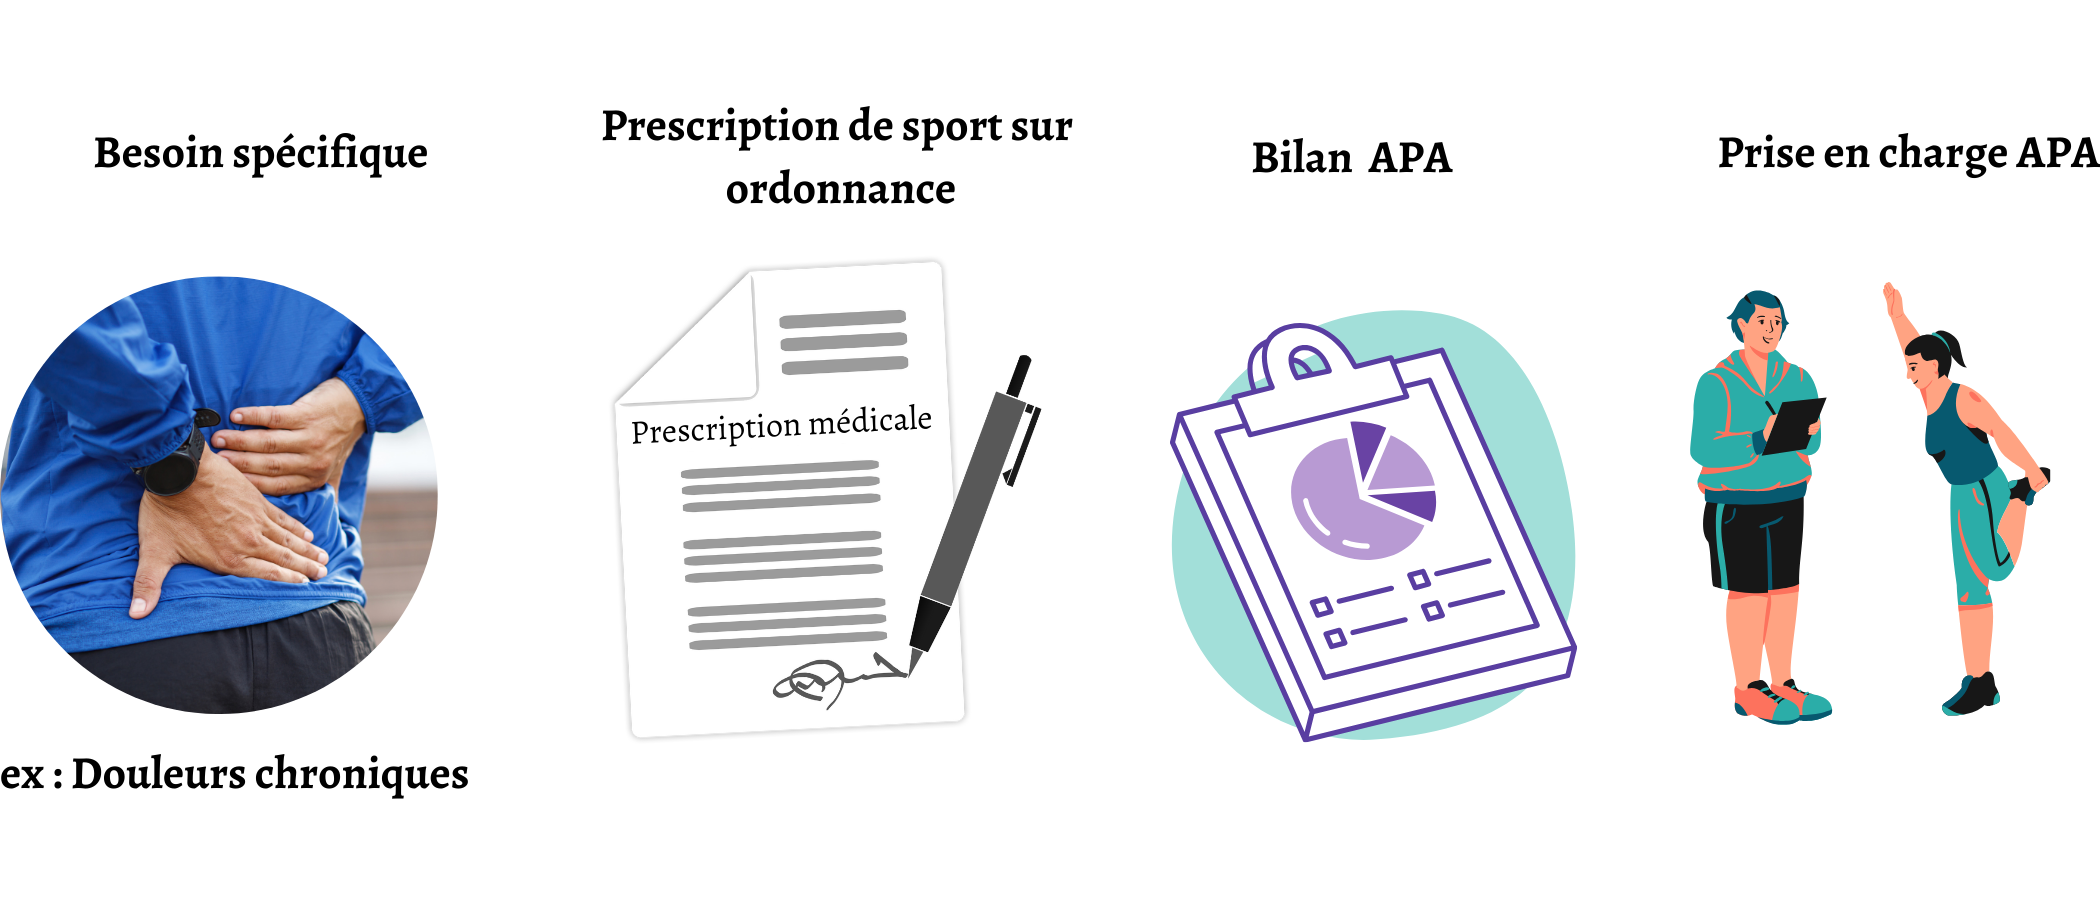 Besoin spécifique
Prescription de sport sur
ordonnance
Bilan APA
Prise en charge APA
Prescription médicale
ex : Douleurs chroniques